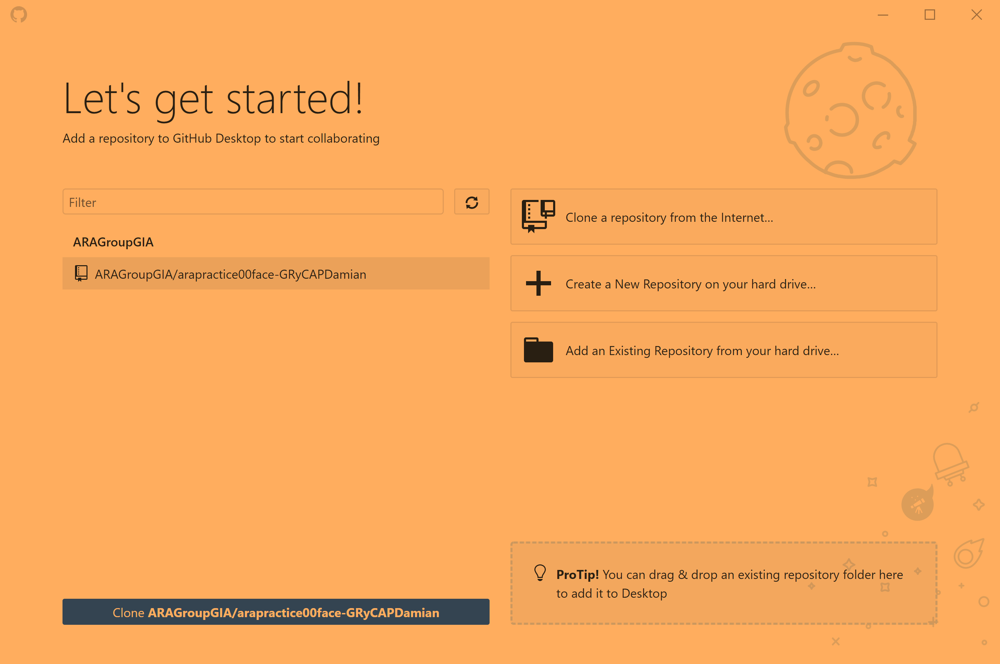 Let's get started!
Add a repository to GitHub Desktop to start collaborating
Filter
ARAGroupGIA
ARAGroupGIA/arapractice00face-GRyCAPDamian
Clone ARAGroupGIA/arapractice00face-GRyCAPDamian
Clone a repository from the Internet...
Create a New Repository on your hard drive...
Add an Existing Repository from your hard drive...
ProTip! You can drag & drop an existing repository folder here
to add it to Desktop